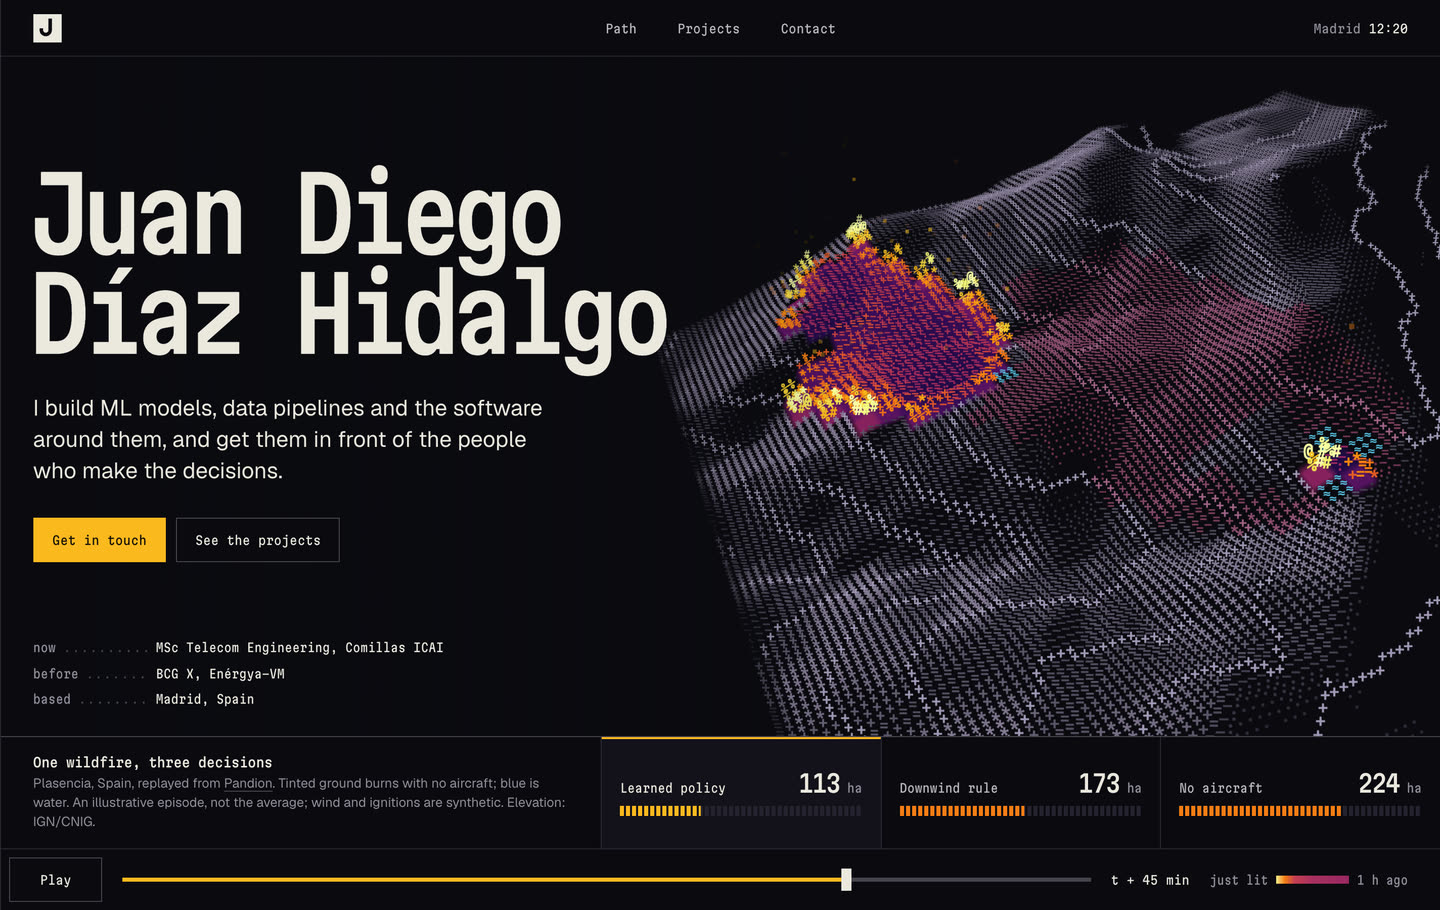 J
Path Projects Contact
Madrid 12:20
Juan Diego
Díaz Hidalgo
I build ML models, data pipelines and the software
around them, and get them in front of the people
who make the decisions.
Get in touch
See the projects
now .......... MSc Telecom Engineering, Comillas ICAI
before ....... BCG X, Enérgya-VM
based ........ Madrid, Spain
One wildfire, three decisions
Plasencia, Spain, replayed from Pandion. Tinted ground burns with no aircraft; blue is
water. An illustrative episode, not the average; wind and ignitions are synthetic. Elevation:
IGN/CNIG.
Learned policy 113 ha
Downwind rule 173 ha
No aircraft 224 ha
Play
t + 45 min
just lit
1 h ago